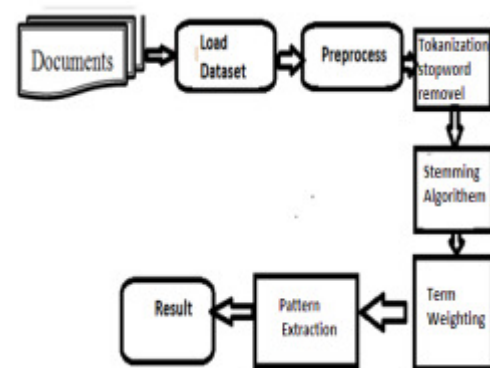 Documents
Load
Dataset
Preprocess
Tokanization
stopword
removel
Stemming
Algorithem
Term
Weighting
Pattern
Extraction
Result